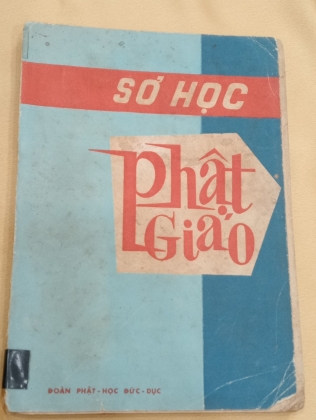 SƠ HỌC
Phật
Giáo
ĐOÀN PHẬT-HỌC ĐỨC-DỤC